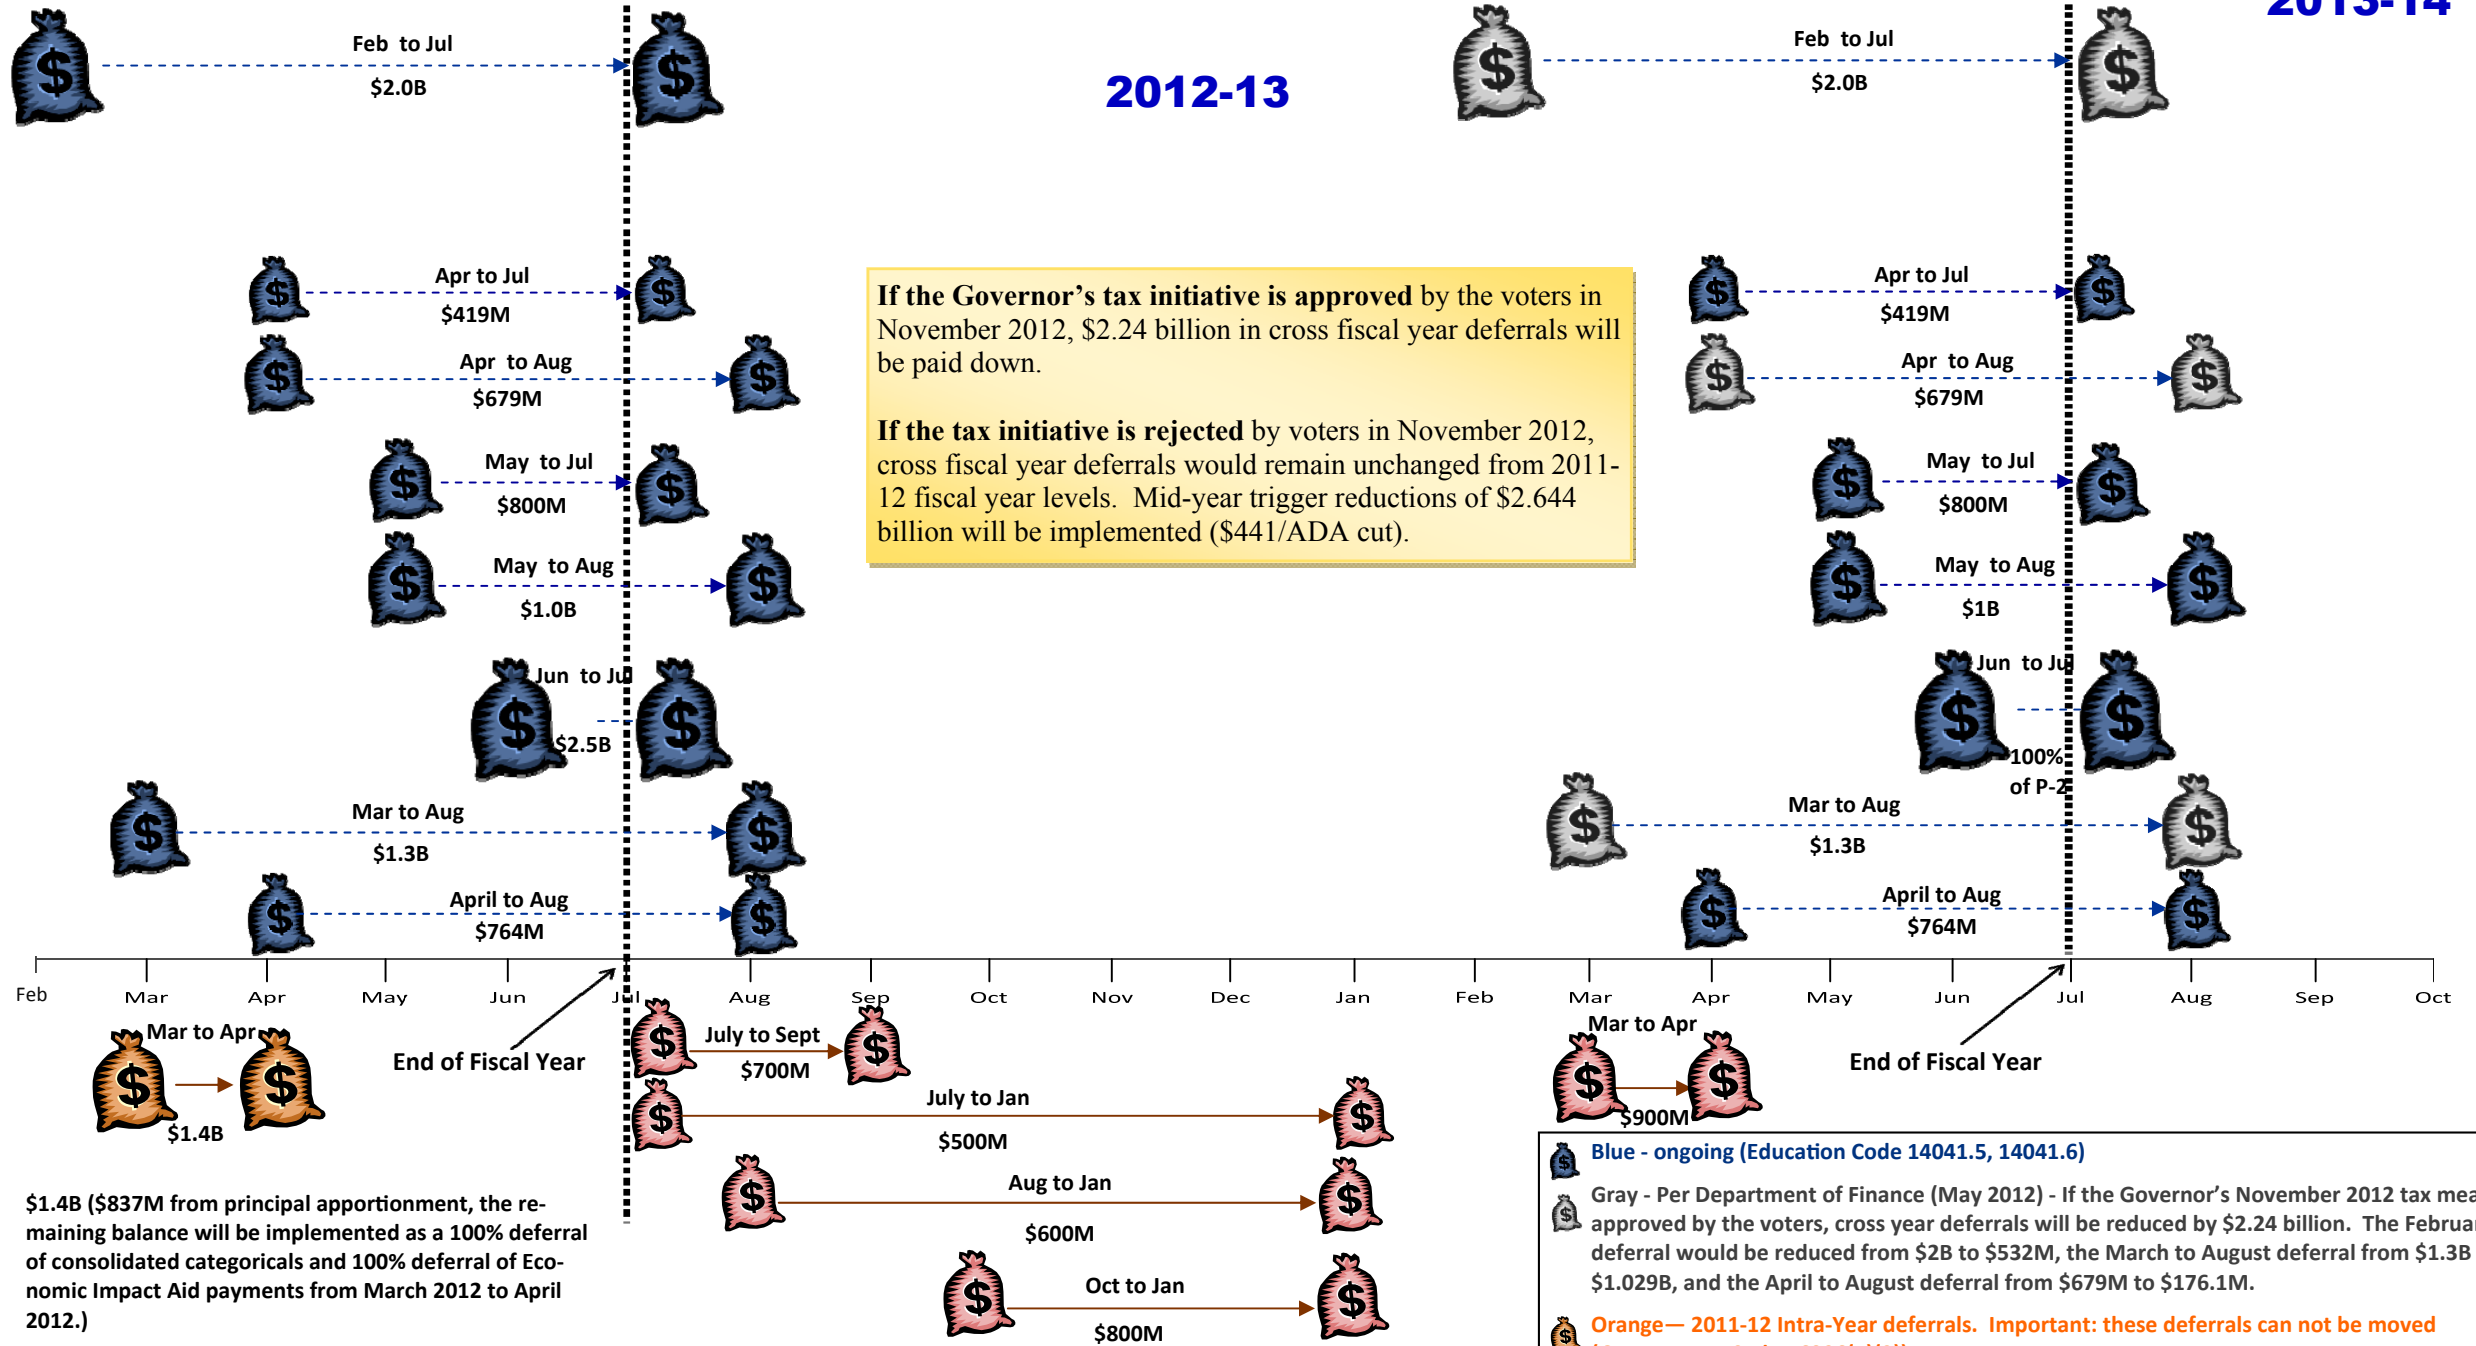 2013-14
Feb to Jul
$2.0B
2012-13
Feb to Jul
$2.0B
Apr to Jul
$419M
Apr to Aug
$679M
May to Jul
$800M
May to Aug
$1.0B
Jun to Jul
$2.5B
Mar to Aug
$1.3B
April to Aug
$764M
If the Governor’s tax initiative is approved by the voters in
November 2012, $2.24 billion in cross fiscal year deferrals will
be paid down.
If the tax initiative is rejected by voters in November 2012,
cross fiscal year deferrals would remain unchanged from 2011-
12 fiscal year levels. Mid-year trigger reductions of $2.644
billion will be implemented ($441/ADA cut).
Apr to Jul
$419M
Apr to Aug
$679M
May to Jul
$800M
May to Aug
$1B
Jun to Jul
100%
of P-2
Mar to Aug
$1.3B
April to Aug
$764M
Feb Mar Apr May Jun Jul Aug Sep Oct Nov Dec Jan Feb Mar Apr May Jun Jul Aug Sep Oct
Mar to Apr
$1.4B
End of Fiscal Year
July to Sept
$700M
July to Jan
$500M
Aug to Jan
$600M
Oct to Jan
$800M
Mar to Apr
$900M
End of Fiscal Year
$1.4B ($837M from principal apportionment, the re-
maining balance will be implemented as a 100% deferral
of consolidated categoricals and 100% deferral of Eco-
nomic Impact Aid payments from March 2012 to April
2012.)
Blue - ongoing (Education Code 14041.5, 14041.6)
Gray - Per Department of Finance (May 2012) - If the Governor’s November 2012 tax mea
approved by the voters, cross year deferrals will be reduced by $2.24 billion. The Februar
deferral would be reduced from $2B to $532M, the March to August deferral from $1.3B
$1.029B, and the April to August deferral from $679M to $176.1M.
Orange— 2011-12 Intra-Year deferrals. Important: these deferrals can not be moved